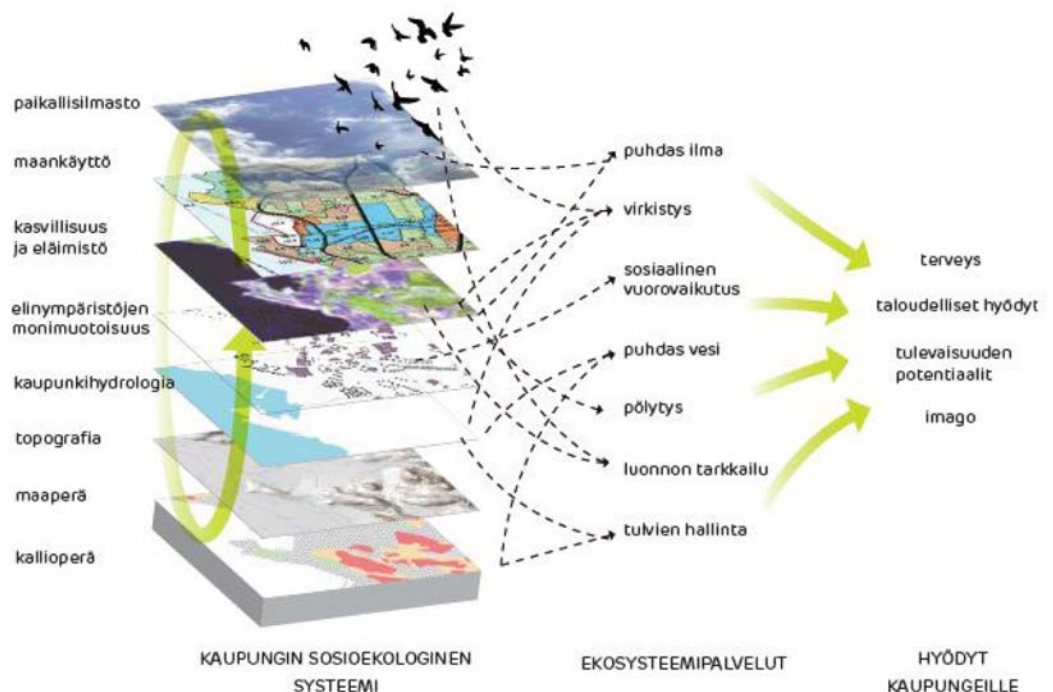 paikallisilmasto
maankäyttö
kasvillisuus
ja eläimistö
elinympäristöjen
monimuotoisuus
kaupunkihydrologia
topografia
maaperä
kallioperä
KAUPUNGIN SOSIOEKOLOGINEN
SYSTEEMI
puhdas ilma
virkistys
sosiaalinen
vuorovaikutus
puhdas vesi
pölytys
luonnon tarkkailu
tulvien hallinta
EKOSYSTEEMIPALVELUT
terveys
taloudelliset hyödyt
tulevaisuuden
potentiaalit
imago
HYÖDYT
KAUPUNGEILLE